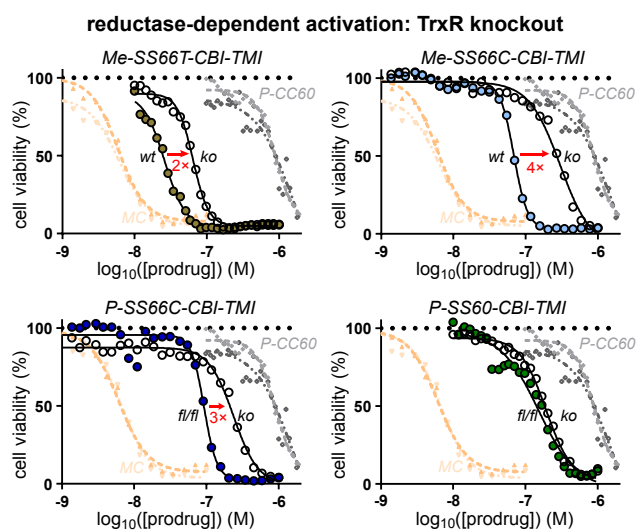 reductase-dependent activation: TrxR knockout
Me-SS66T-CBI-TMI
cell viability (%)
100
50
0
P-CC60
wt
2×
ko
MC
-9
-8
-7
-6
log10([prodrug]) (M)
Me-SS66C-CBI-TMI
cell viability (%)
100
50
0
P-CC60
wt
4×
ko
MC
-9
-8
-7
-6
log10([prodrug]) (M)
P-SS66C-CBI-TMI
cell viability (%)
100
50
0
P-CC60
fl/fl
3×
ko
MC
-9
-8
-7
-6
log10([prodrug]) (M)
P-SS60-CBI-TMI
cell viability (%)
100
50
0
P-CC60
fl/fl
ko
MC
-9
-8
-7
-6
log10([prodrug]) (M)